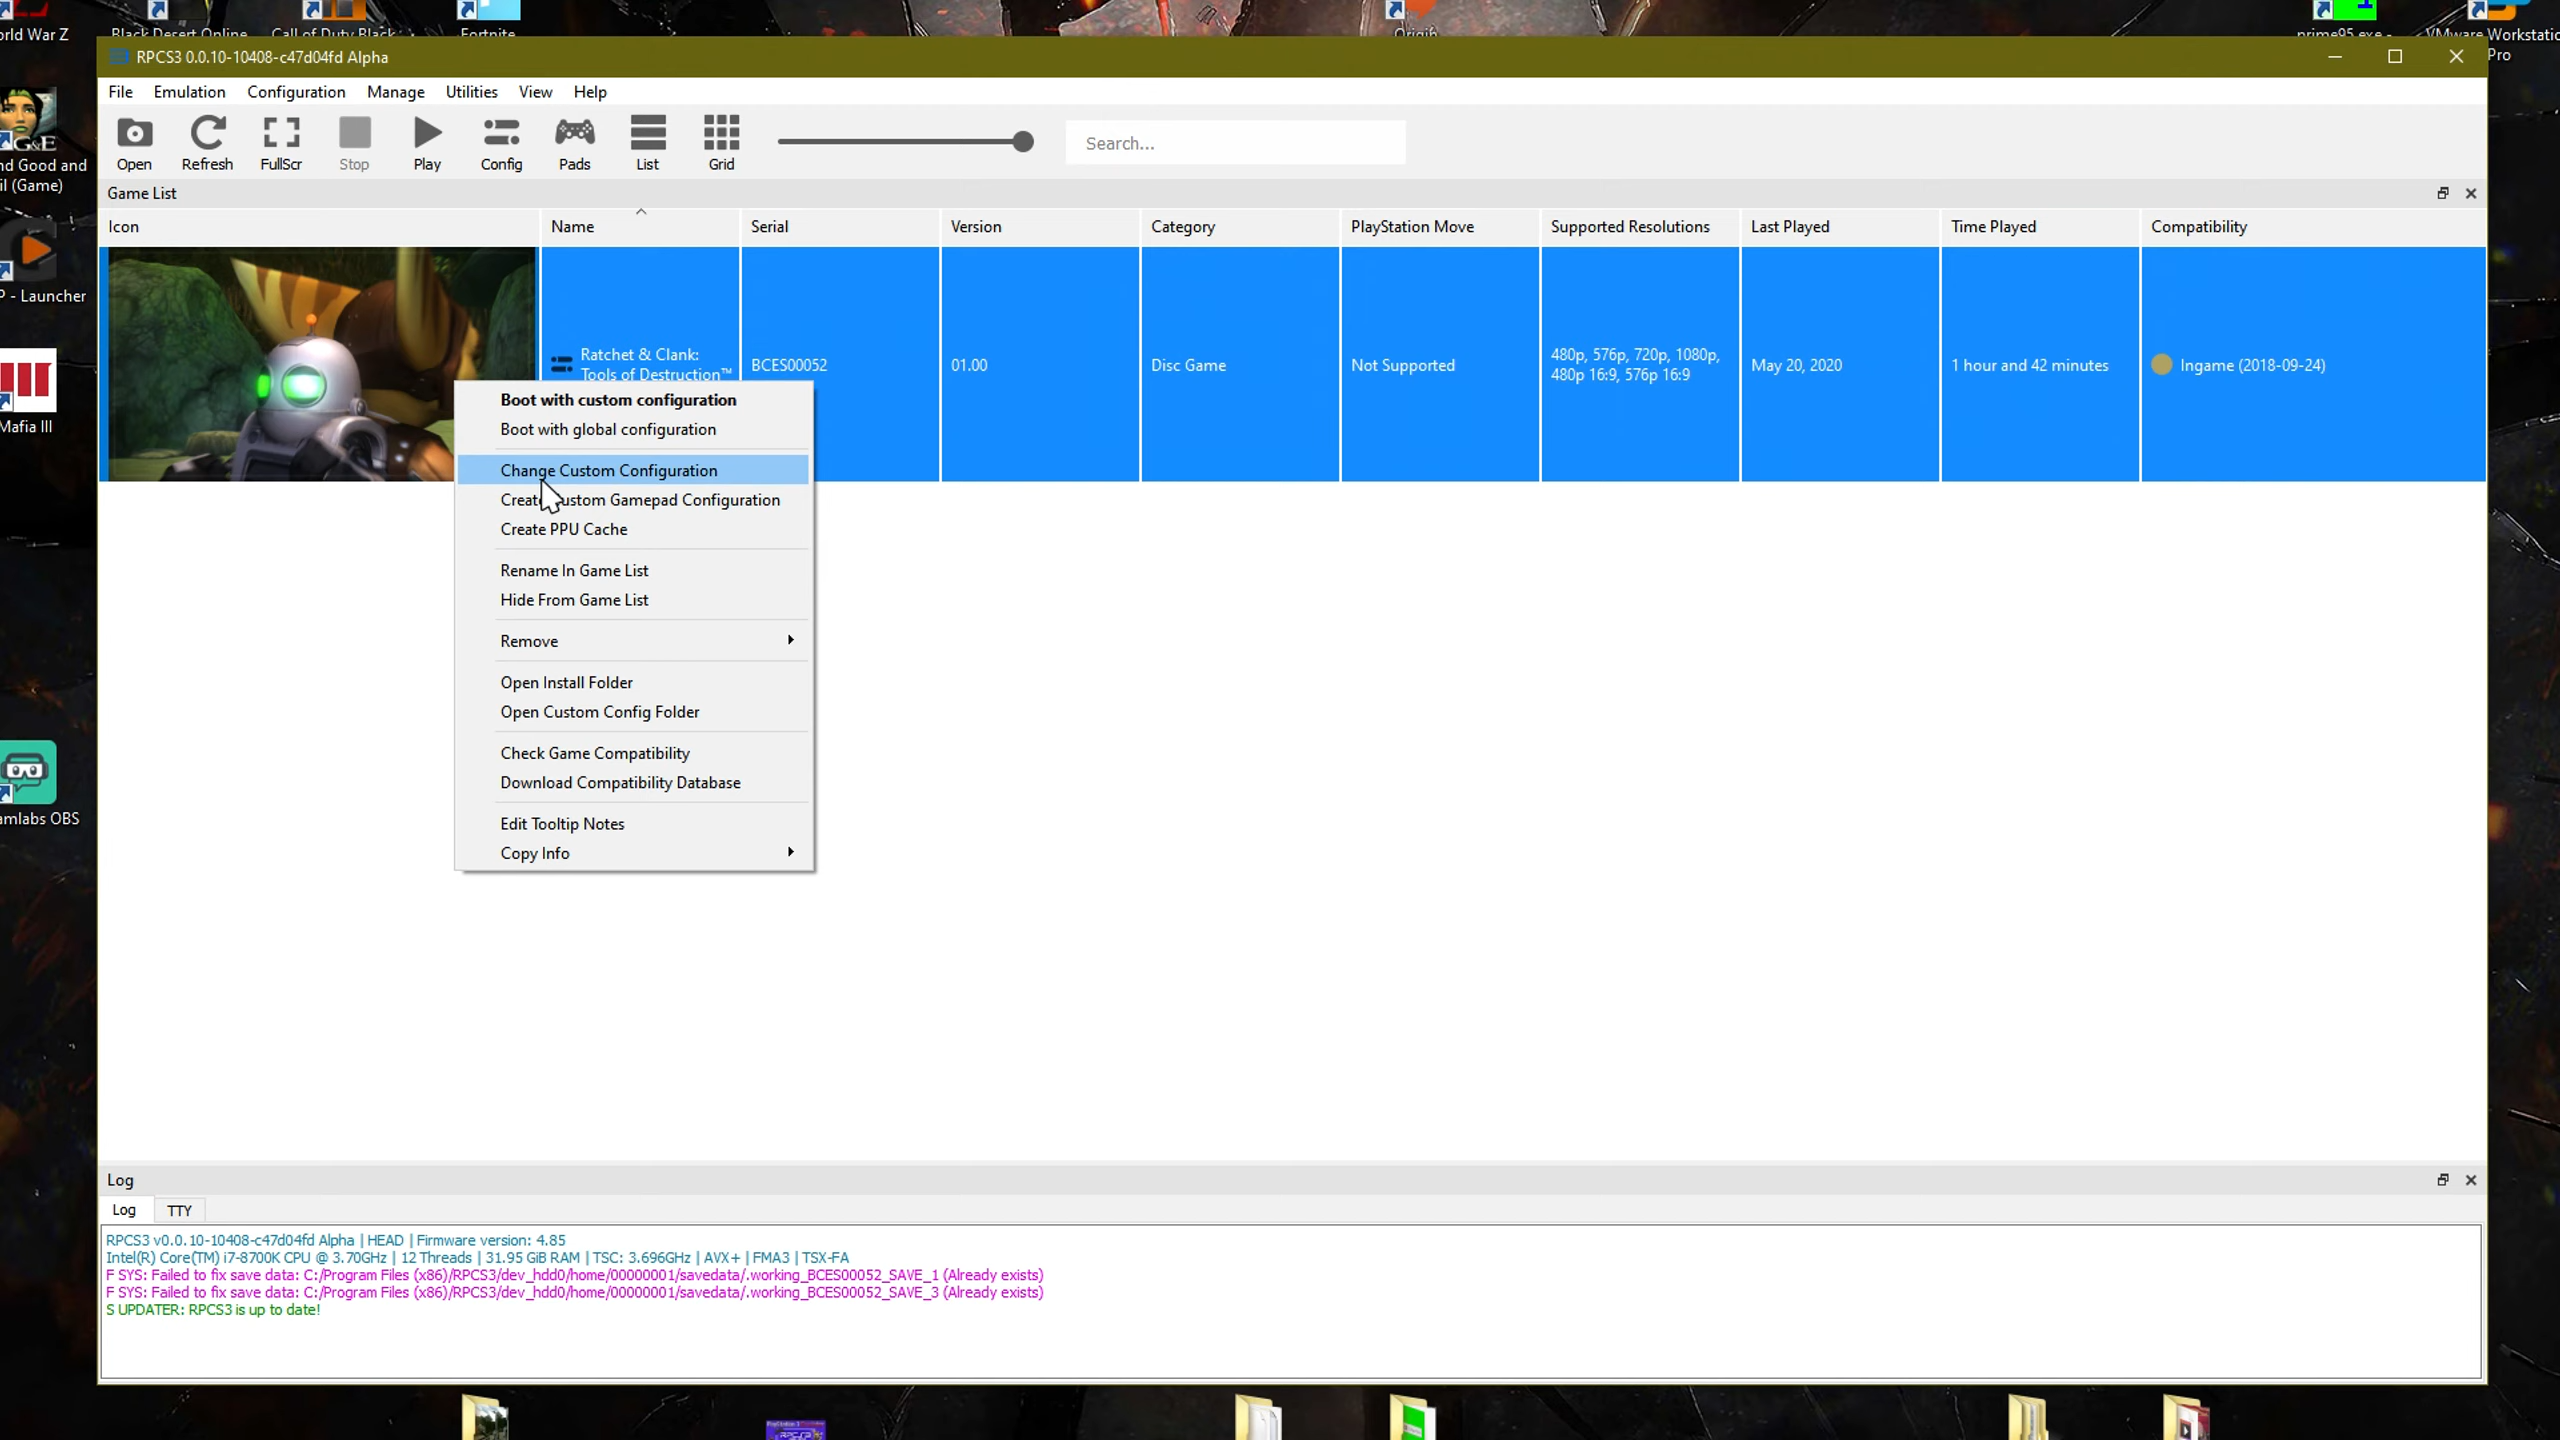 orld War Z
Black Desert Online
Call of Duty Black
Fortnite
Origin
prime95.exe -
VMware Workstatio
Pro
RPCS3 0.0.10-10408-c47d04fd Alpha
File Emulation Configuration Manage Utilities View Help
Open Refresh FullScr Stop Play Config Pads List Grid
Search...
Game List
Icon Name Serial Version Category PlayStation Move Supported Resolutions Last Played Time Played Compatibility
Ratchet & Clank:
Tools of Destruction™
BCES00052
01.00
Disc Game
Not Supported
480p, 576p, 720p, 1080p,
480p 16:9, 576p 16:9
May 20, 2020
1 hour and 42 minutes
Ingame (2018-09-24)
G&E
nd Good and
il (Game)
P - Launcher
Mafia III
amlabs OBS
Boot with custom configuration
Boot with global configuration
Change Custom Configuration
Create Custom Gamepad Configuration
Create PPU Cache
Rename In Game List
Hide From Game List
Remove
Open Install Folder
Open Custom Config Folder
Check Game Compatibility
Download Compatibility Database
Edit Tooltip Notes
Copy Info
Log
Log TTY
RPCS3 v0.0.10-10408-c47d04fd Alpha | HEAD | Firmware version: 4.85
Intel(R) Core(TM) i7-8700K CPU @ 3.70GHz | 12 Threads | 31.95 GiB RAM | TSC: 3.696GHz | AVX+ | FMA3 | TSX-FA
F SYS: Failed to fix save data: C:/Program Files (x86)/RPCS3/dev_hdd0/home/00000001/savedata/.working_BCES00052_SAVE_1 (Already exists)
F SYS: Failed to fix save data: C:/Program Files (x86)/RPCS3/dev_hdd0/home/00000001/savedata/.working_BCES00052_SAVE_3 (Already exists)
S UPDATER: RPCS3 is up to date!